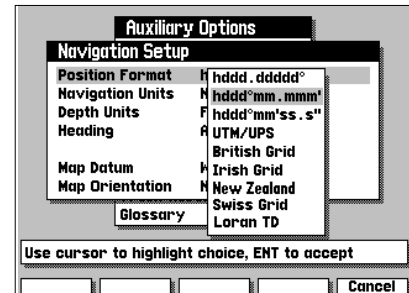 Auxiliary Options
Navigation Setup
Position Format h
Navigation Units N
Depth Units F
Heading A
Map Datum W
Map Orientation N
hddd.ddddd°
hddd°mm.mmm'
hddd°mm'ss.s"
UTM/UPS
British Grid
Irish Grid
New Zealand
Swiss Grid
Loran TD
Glossary
Use cursor to highlight choice, ENT to accept
Cancel